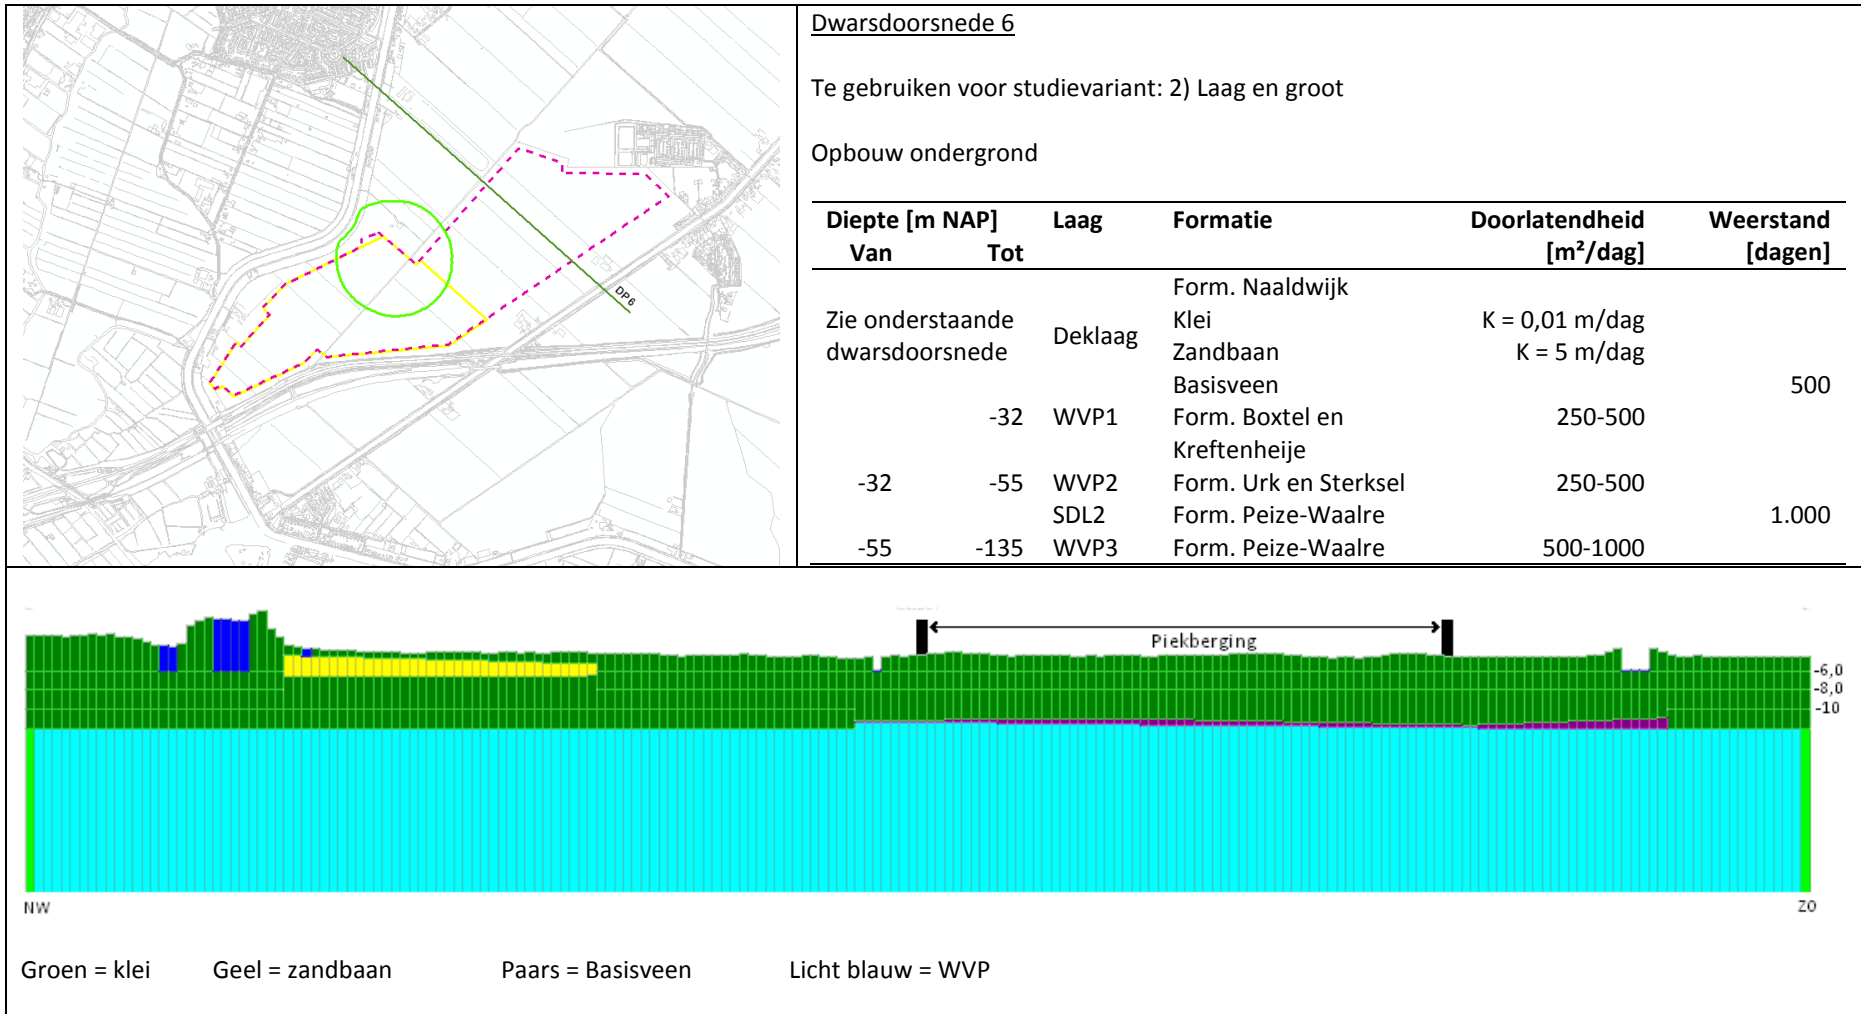 Dwarsdoorsnede 6
Te gebruiken voor studievariant: 2) Laag en groot
Opbouw ondergrond
Diepte [m NAP] Laag Formatie Doorlatendheid Weerstand
Van Tot [m²/dag] [dagen]
Form. Naaldwijk
Zie onderstaande Klei K = 0,01 m/dag
Deklaag
dwarsdoorsnede Zandbaan K = 5 m/dag
Basisveen 500
-32 WVP1 Form. Boxtel en 250-500
Kreftenheije
-32 -55 WVP2 Form. Urk en Sterksel 250-500
SDL2 Form. Peize-Waalre 1.000
-55 -135 WVP3 Form. Peize-Waalre 500-1000
DP6
Piekberging
-6,0
-8,0
-10
NW ZO
Groen = klei Geel = zandbaan Paars = Basisveen Licht blauw = WVP